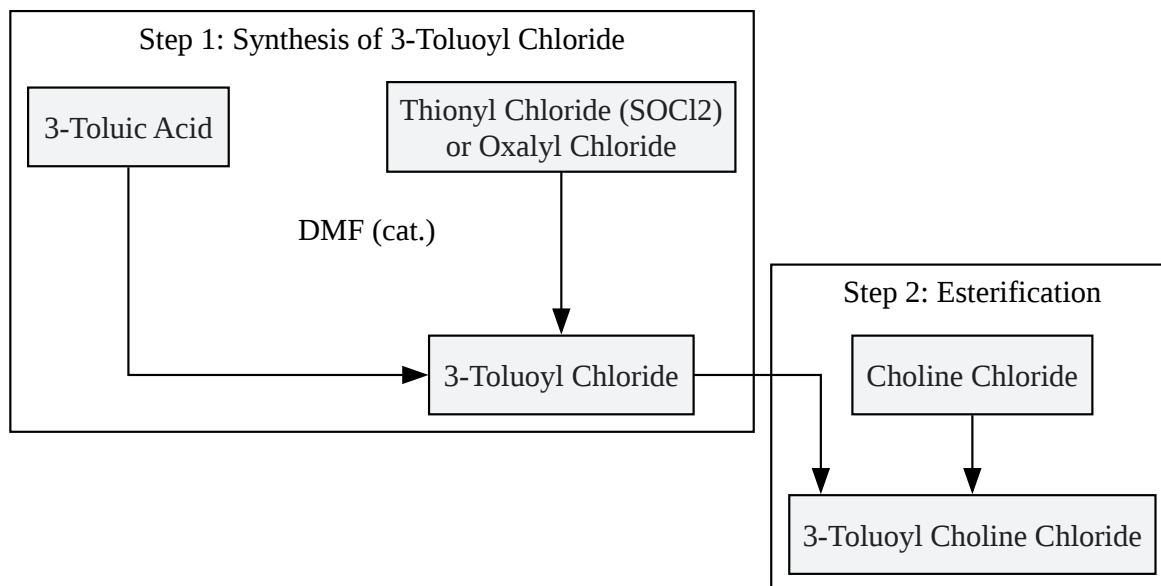 Step 1: Synthesis of 3-Toluoyl Chloride
3-Toluic Acid
Thionyl Chloride (SOCl2)
or Oxalyl Chloride
DMF (cat.)
3-Toluoyl Chloride
Step 2: Esterification
Choline Chloride
3-Toluoyl Choline Chloride